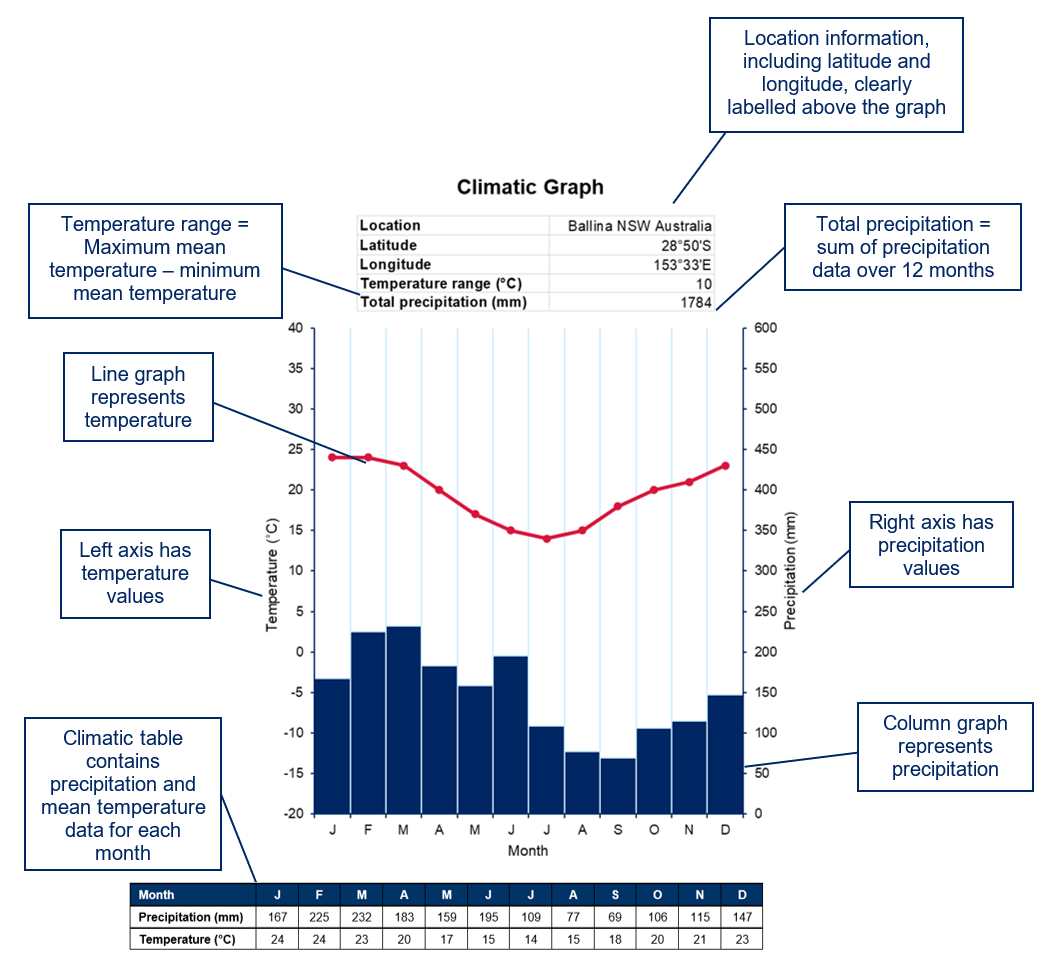 Location information,
including latitude and
longitude, clearly
labelled above the graph
Climatic Graph
Temperature range =
Maximum mean
temperature – minimum
mean temperature
Location Ballina NSW Australia
Latitude 28°50'S
Longitude 153°33'E
Temperature range (°C) 10
Total precipitation (mm) 1784
Total precipitation =
sum of precipitation
data over 12 months
Line graph
represents
temperature
Left axis has
temperature
values
Temperature (°C)
40
35
30
25
20
15
10
5
0
-5
-10
-15
-20
600
550
500
450
400
350
300
250
200
150
100
50
0
Precipitation (mm)
Right axis has
precipitation
values
Column graph
represents
precipitation
J F M A M J J A S O N D
Month
Climatic table
contains
precipitation and
mean temperature
data for each
month
Month J F M A M J J A S O N D
Precipitation (mm) 167 225 232 183 159 195 109 77 69 106 115 147
Temperature (°C) 24 24 23 20 17 15 14 15 18 20 21 23